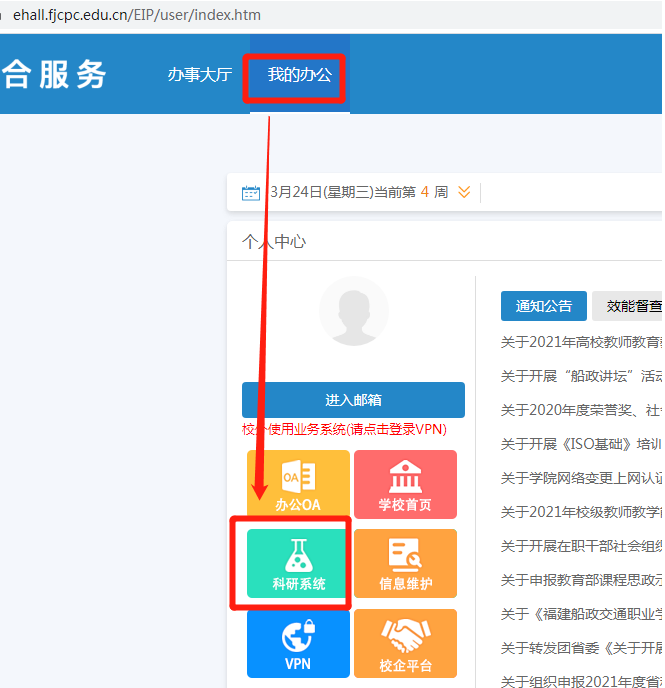 ehall.fjcpc.edu.cn/EIP/user/index.htm
合服务
办事大厅
我的办公
3月24日(星期三)当前第 4 周
个人中心
进入邮箱
校外使用业务系统(请点击登录VPN)
OA
办公OA
学校首页
科研系统
信息维护
VPN
校企平台
通知公告
效能督查
关于2021年高校教师教育
关于开展“船政讲坛”活动
关于2020年度荣誉奖、社
关于开展《ISO基础》培训
关于学院网络变更上网认证
关于2021年校级教师教学
关于开展在职干部社会组
关于申报教育部课程思政示
关于《福建船政交通职业学
关于转发团省委《关于开展
关于组织申报2021年度省